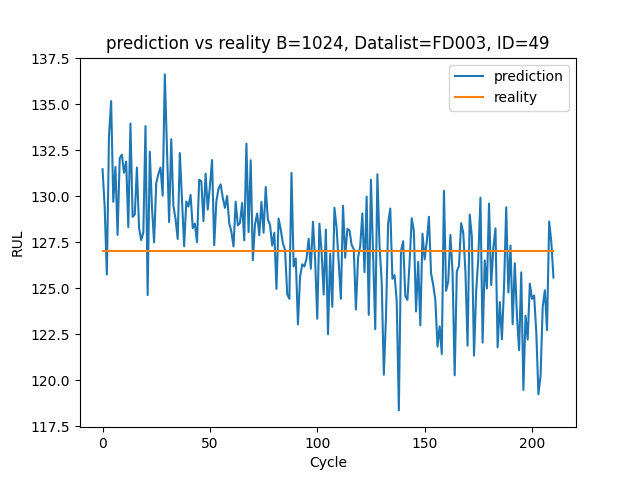 prediction vs reality B=1024, Datalist=FD003, ID=49
137.5
135.0
132.5
130.0
127.5
125.0
122.5
120.0
117.5
RUL
prediction
reality
0
50
100
150
200
Cycle